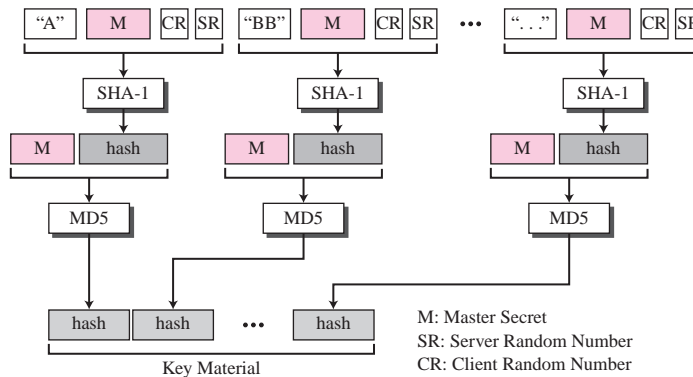 “A” M CR SR “BB” M CR SR ••• “. . .” M CR SR
SHA-1 SHA-1 SHA-1
M hash M hash M hash
MD5 MD5 MD5
hash hash ••• hash
Key Material
M: Master Secret
SR: Server Random Number
CR: Client Random Number